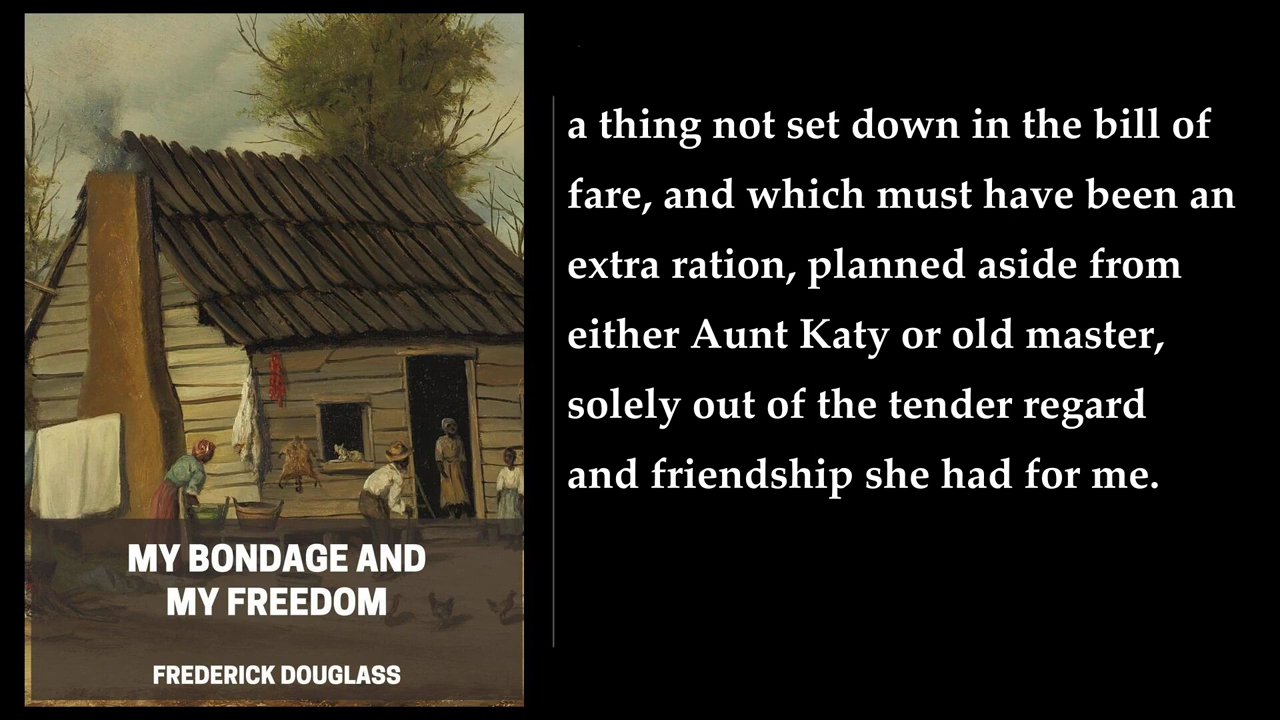 MY BONDAGE AND
MY FREEDOM
FREDERICK DOUGLASS
a thing not set down in the bill of
fare, and which must have been an
extra ration, planned aside from
either Aunt Katy or old master,
solely out of the tender regard
and friendship she had for me.